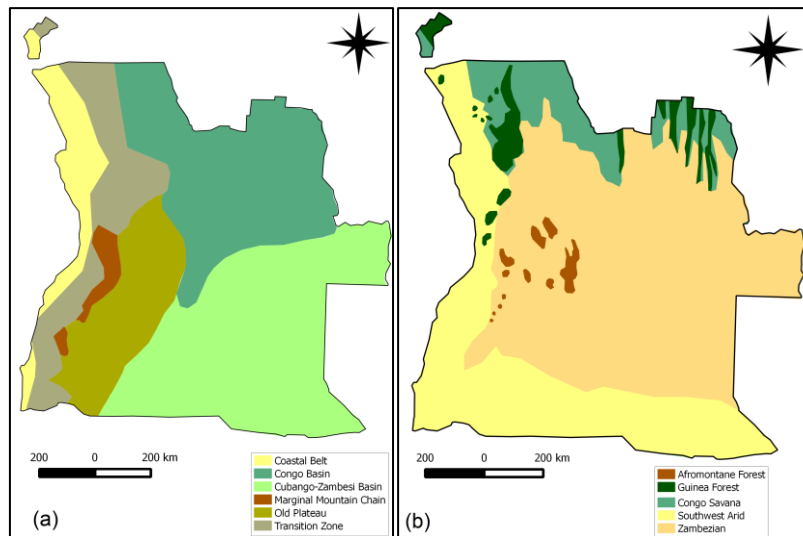 200 0 200 km
Coastal Belt
Congo Basin
Cubango-Zambesi Basin
Marginal Mountain Chain
Old Plateau
Transition Zone
(a)
200 0 200 km
Afromontane Forest
Guinea Forest
Congo Savana
Southwest Arid
Zambezian
(b)